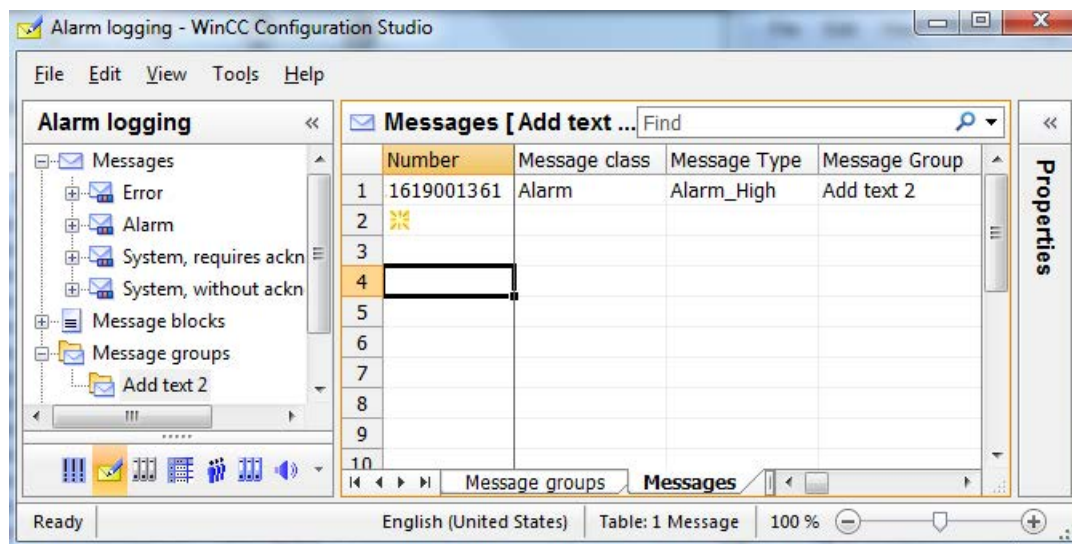 Alarm logging - WinCC Configuration Studio
File Edit View Tools Help
Alarm logging «
Messages [ Add text ... Find
«
Number Message class Message Type Message Group
1 1619001361 Alarm Alarm_High Add text 2
2
3
4
5
6
7
8
9
10
Messages
Error
Alarm
System, requires ackn
System, without ackn
Message blocks
Message groups
Add text 2
Properties
Message groups Messages
Ready English (United States) Table: 1 Message 100 %